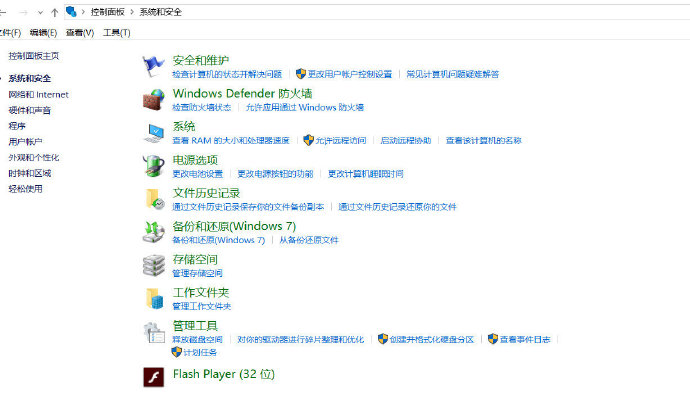 控制面板 › 系统和安全
文件(F) 编辑(E) 查看(V) 工具(T)
控制面板主页
系统和安全
网络和 Internet
硬件和声音
程序
用户帐户
外观和个性化
时钟和区域
轻松使用
安全和维护
检查计算机的状态并解决问题 更改用户帐户控制设置 常见计算机问题疑难解答
Windows Defender 防火墙
检查防火墙状态 允许应用通过 Windows 防火墙
系统
查看 RAM 的大小和处理器速度 允许远程访问 启动远程协助 查看该计算机的名称
电源选项
更改电池设置 更改电源按钮的功能 更改计算机睡眠时间
文件历史记录
通过文件历史记录保存你的文件备份副本 通过文件历史记录还原你的文件
备份和还原(Windows 7)
备份和还原(Windows 7) 从备份还原文件
存储空间
管理存储空间
工作文件夹
管理工作文件夹
管理工具
释放磁盘空间 对你的驱动器进行碎片整理和优化 创建并格式化硬盘分区 查看事件日志
计划任务
Flash Player (32 位)